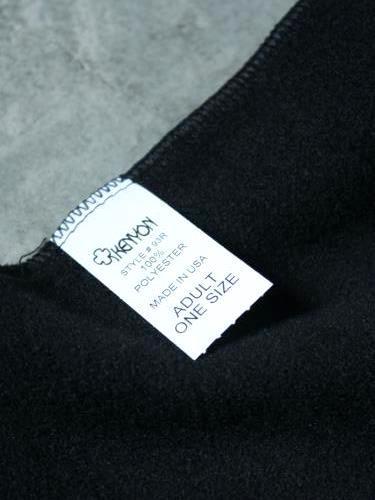 KENYON
STYLE # 93R
100%
POLYESTER
MADE IN USA
ADULT
ONE SIZE